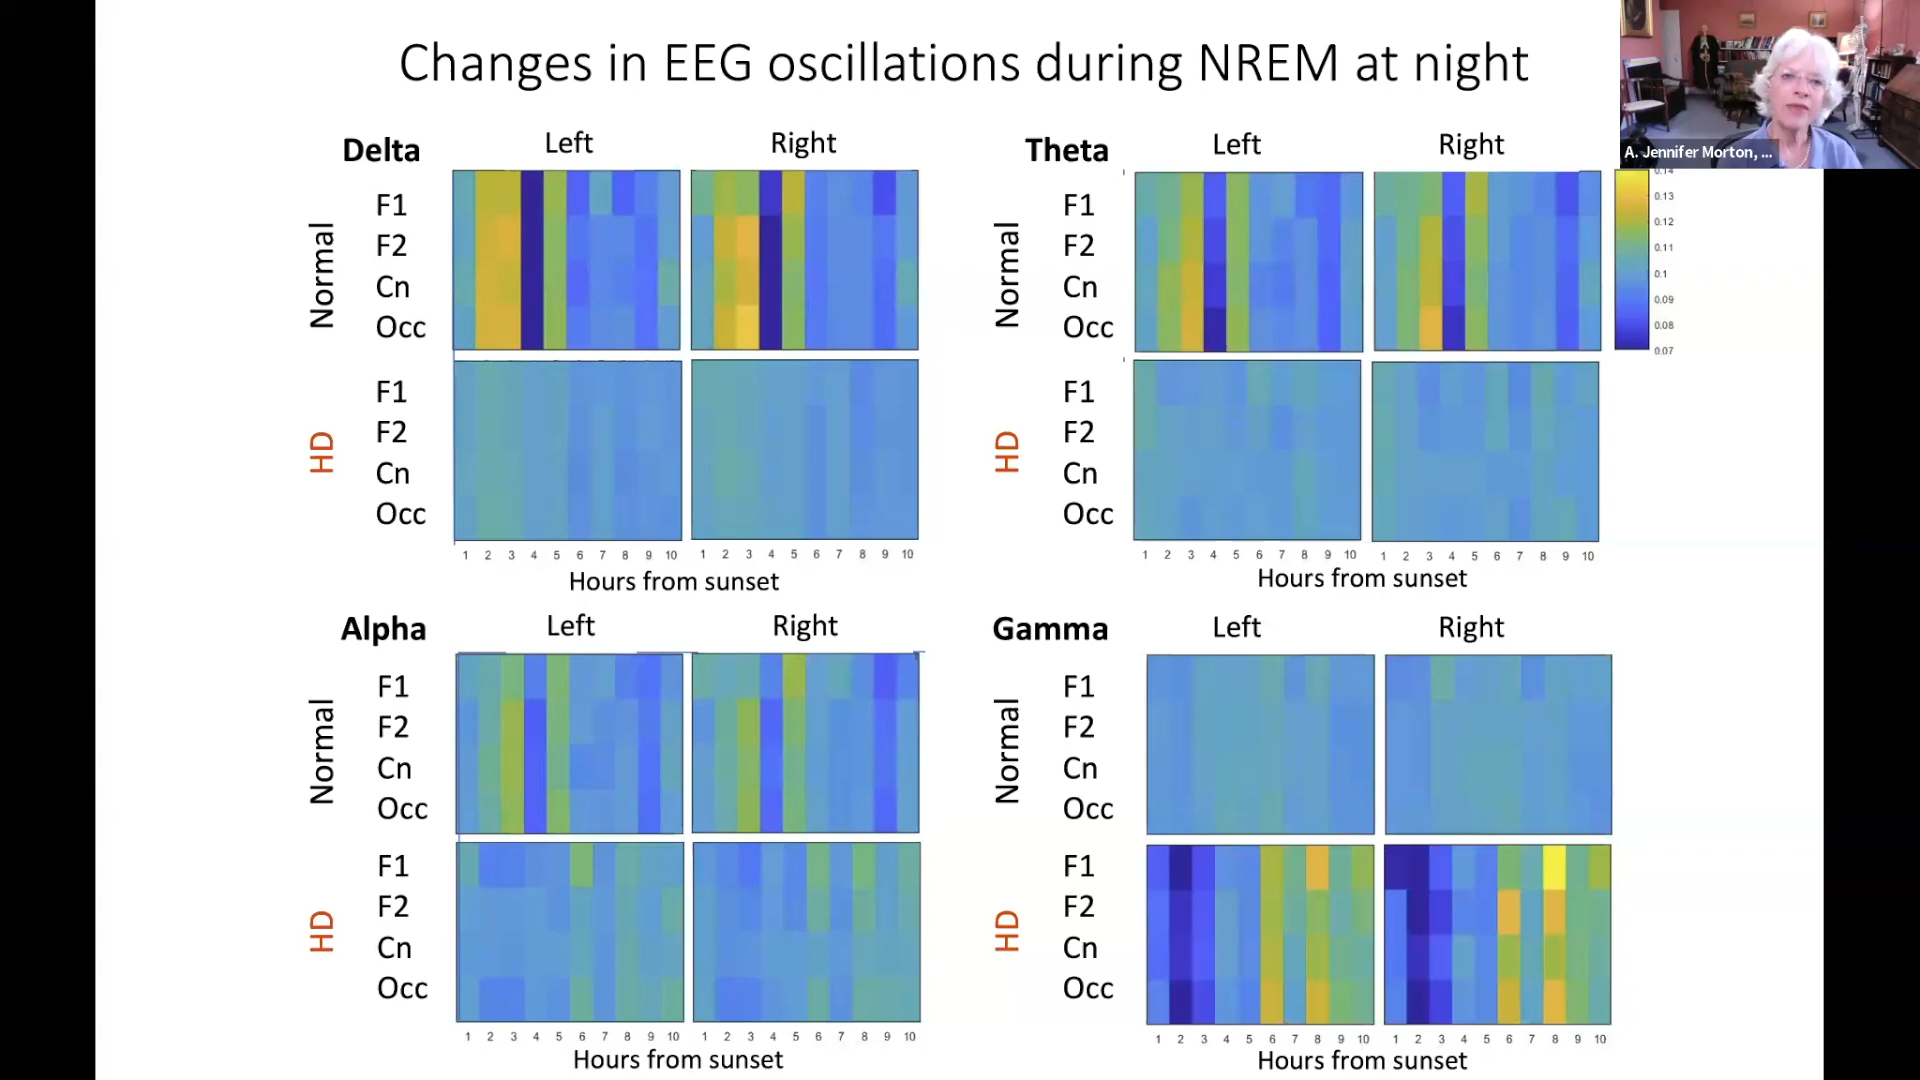 Changes in EEG oscillations during NREM at night
A. Jennifer Morton, ...
Delta
Left
Right
Normal
F1
F2
Cn
Occ
HD
F1
F2
Cn
Occ
1 2 3 4 5 6 7 8 9 10
1 2 3 4 5 6 7 8 9 10
Hours from sunset
Theta
Left
Right
Normal
F1
F2
Cn
Occ
HD
F1
F2
Cn
Occ
1 2 3 4 5 6 7 8 9 10
1 2 3 4 5 6 7 8 9 10
Hours from sunset
0.14
0.13
0.12
0.11
0.1
0.09
0.08
0.07
Alpha
Left
Right
Normal
F1
F2
Cn
Occ
HD
F1
F2
Cn
Occ
1 2 3 4 5 6 7 8 9 10
1 2 3 4 5 6 7 8 9 10
Hours from sunset
Gamma
Left
Right
Normal
F1
F2
Cn
Occ
HD
F1
F2
Cn
Occ
1 2 3 4 5 6 7 8 9 10
1 2 3 4 5 6 7 8 9 10
Hours from sunset